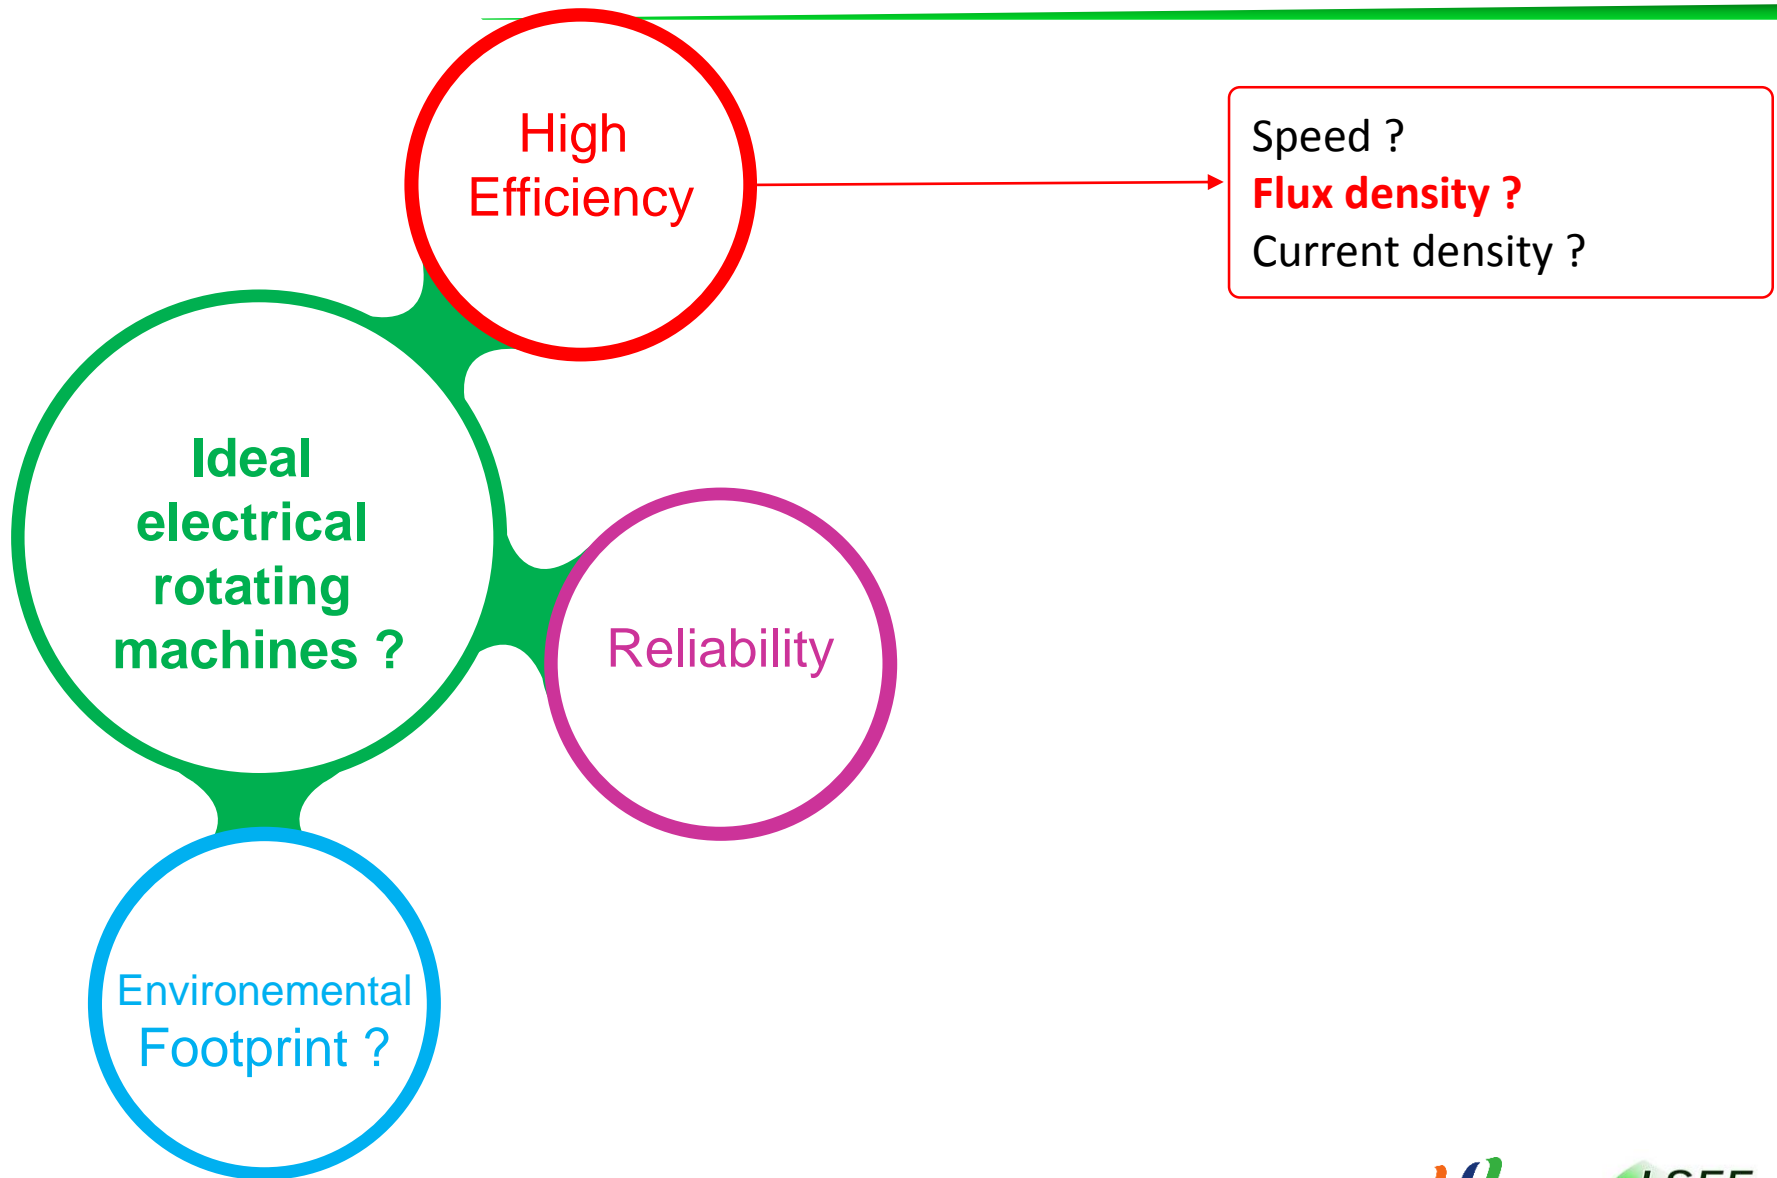 High
Efficiency
Speed ?
Flux density ?
Current density ?
Ideal
electrical
rotating
machines ?
Reliability
Environemental
Footprint ?